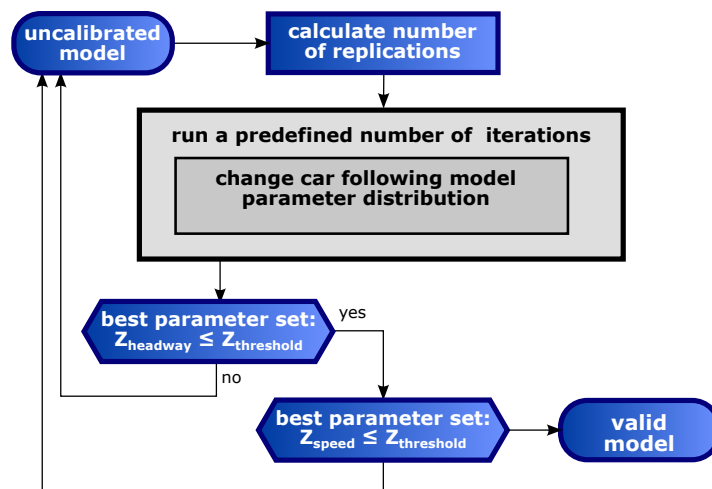 uncalibrated
model
calculate number
of replications
run a predefined number of iterations
change car following model
parameter distribution
best parameter set:
Zheadway ≤ Zthreshold
yes
no
best parameter set:
Zspeed ≤ Zthreshold
valid
model